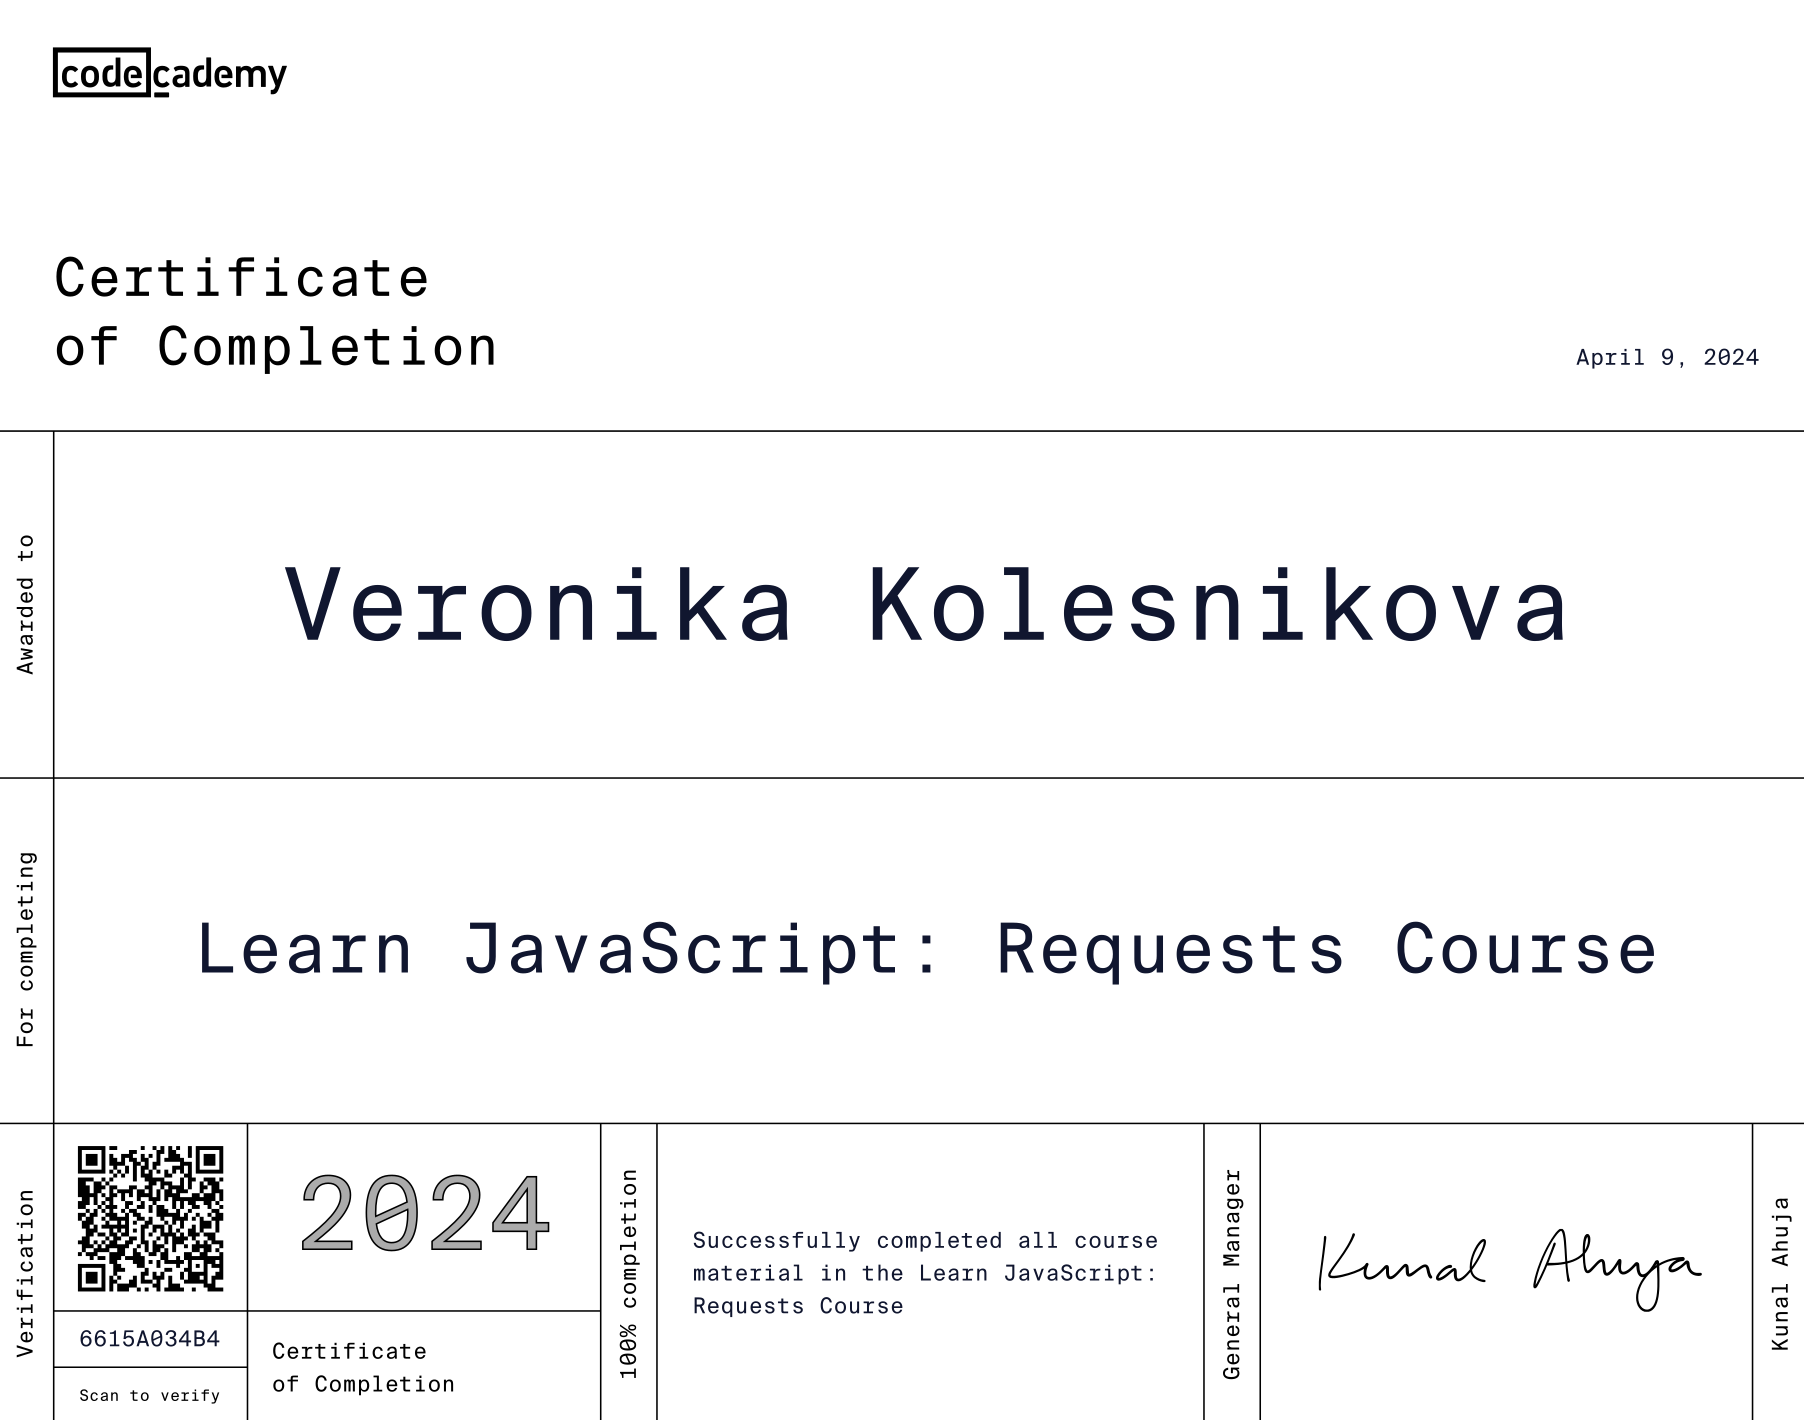 codecademy
Certificate
of Completion
April 9, 2024
Awarded to
Veronika Kolesnikova
For completing
Learn JavaScript: Requests Course
Verification
6615A034B4
Scan to verify
2024
Certificate
of Completion
100% completion
Successfully completed all course
material in the Learn JavaScript:
Requests Course
General Manager
Kunal Ahuja
Kunal Ahuja